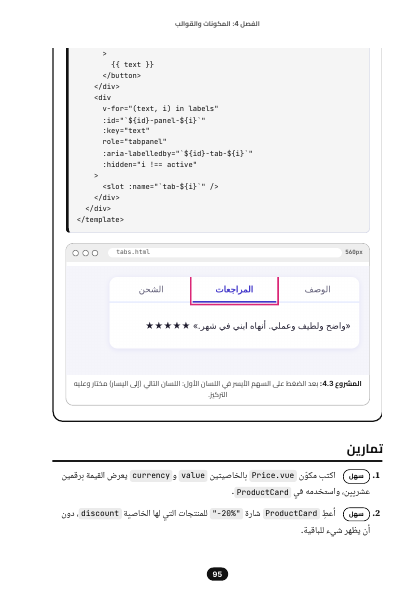 الفصل 4: المكونات والقوالب
>
{{ text }}
</button>
</div>
<div
v-for="(text, i) in labels"
:id="`${id}-panel-${i}`"
:key="text"
role="tabpanel"
:aria-labelledby="`${id}-tab-${i}`"
:hidden="i !== active"
>
<slot :name="`tab-${i}`" />
</div>
</div>
</template>
tabs.html
560px
الوصف المراجعات الشحن
«واضح ولطيف وعملي. أنهاه ابني في شهر.» ★★★★★
المشروع 4.3: بعد الضغط على السهم الأيسر في اللسان الأول: اللسان التالي (إلى اليسار) مختار وعليه
التركيز.
تمارين
1. سهل اكتب مكوّن Price.vue بالخاصيتين value و currency يعرض القيمة برقمين
عشريين، واستخدمه في ProductCard.
2. سهل أعطِ ProductCard شارة "-20%" للمنتجات التي لها الخاصية discount، دون
أن يظهر شيء للباقية.
95